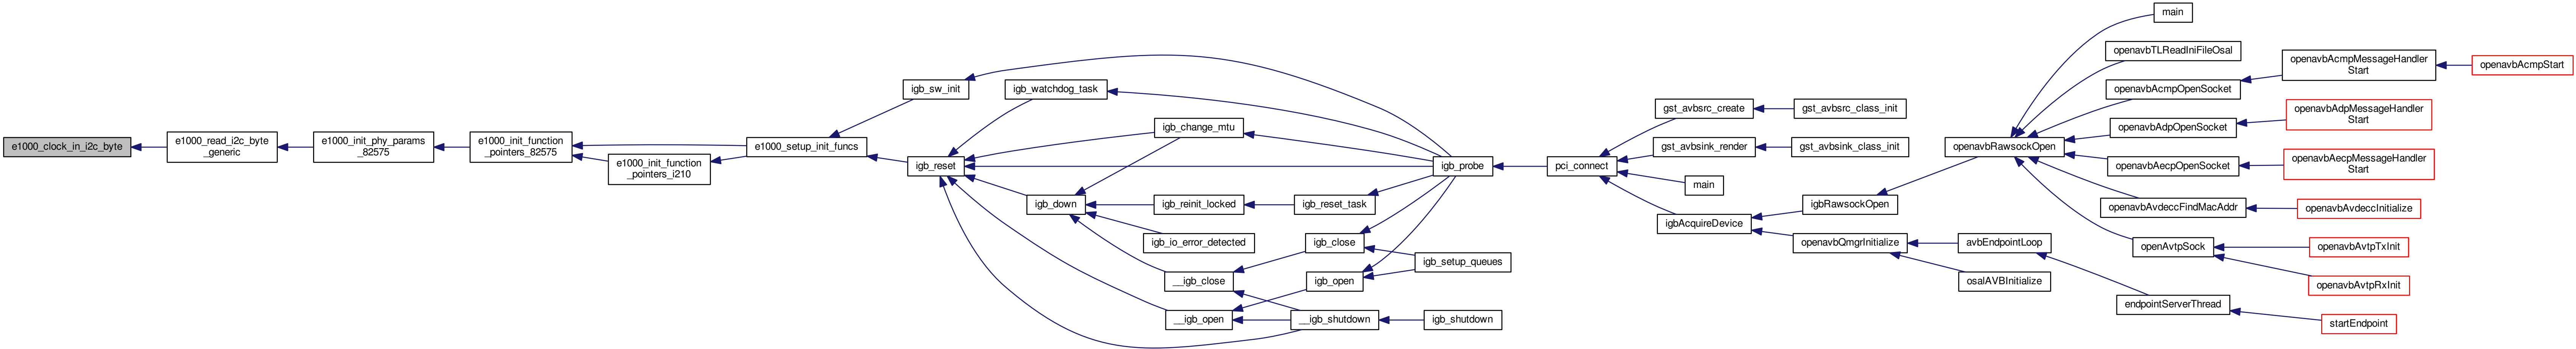 e1000_clock_in_i2c_byte
e1000_read_i2c_byte
_generic
e1000_init_phy_params
_82575
e1000_init_function
_pointers_82575
e1000_init_function
_pointers_i210
e1000_setup_init_funcs
igb_sw_init
igb_reset
igb_watchdog_task
igb_change_mtu
igb_down
igb_reinit_locked
igb_reset_task
igb_io_error_detected
__igb_close
igb_close
__igb_open
igb_open
igb_setup_queues
__igb_shutdown
igb_shutdown
igb_probe
pci_connect
gst_avbsrc_create
gst_avbsrc_class_init
gst_avbsink_render
gst_avbsink_class_init
main
igbAcquireDevice
igbRawsockOpen
openavbQmgrInitialize
avbEndpointLoop
osalAVBInitialize
openavbRawsockOpen
main
openavbTLReadIniFileOsal
openavbAcmpOpenSocket
openavbAcmpMessageHandler
Start
openavbAcmpStart
openavbAdpOpenSocket
openavbAdpMessageHandler
Start
openavbAecpOpenSocket
openavbAecpMessageHandler
Start
openavbAvdeccFindMacAddr
openavbAvdeccInitialize
openAvtpSock
openavbAvtpTxInit
openavbAvtpRxInit
endpointServerThread
startEndpoint